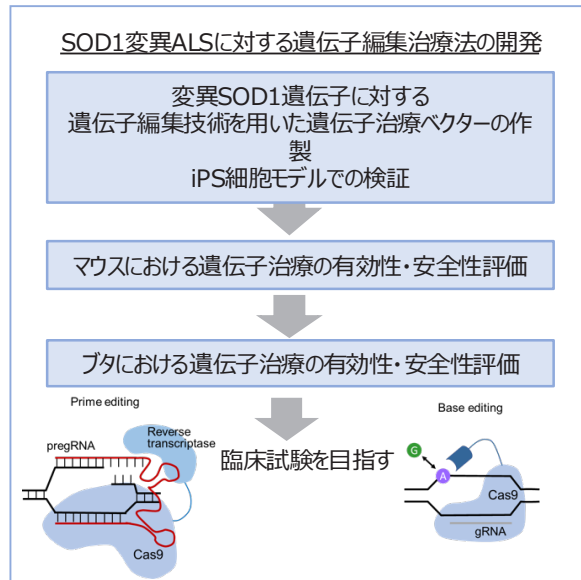 SOD1変異ALSに対する遺伝子編集治療法の開発
変異SOD1遺伝子に対する
遺伝子編集技術を用いた遺伝子治療ベクターの作
製
iPS細胞モデルでの検証
マウスにおける遺伝子治療の有効性・安全性評価
ブタにおける遺伝子治療の有効性・安全性評価
臨床試験を目指す
Prime editing
pregRNA
Reverse
transcriptase
Cas9
Base editing
G
A
Cas9
gRNA